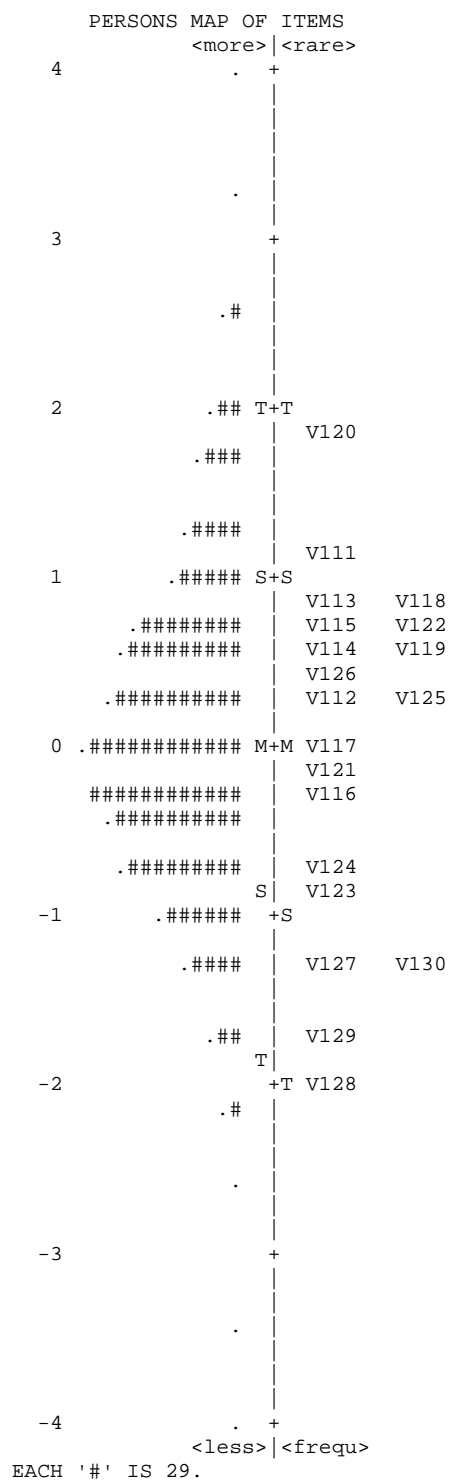 PERSONS MAP OF ITEMS
<more>|<rare>
4 . +
|
|
|
|
|
|
. |
|
3 +
|
|
|
.# |
|
|
|
2 .## T+T
| V120
.### |
|
|
.#### |
| V111
1 .##### S+S
| V113 V118
.######## | V115 V122
.######### | V114 V119
| V126
.########## | V112 V125
|
0 .############ M+M V117
| V121
############ | V116
.########## |
|
.######### | V124
S| V123
-1 .###### +S
|
.#### | V127 V130
|
|
.## | V129
T|
-2 +T V128
.# |
|
. |
|
|
|
-3 +
|
|
|
. |
|
|
|
-4 . +
<less>|<frequ>
EACH '#' IS 29.